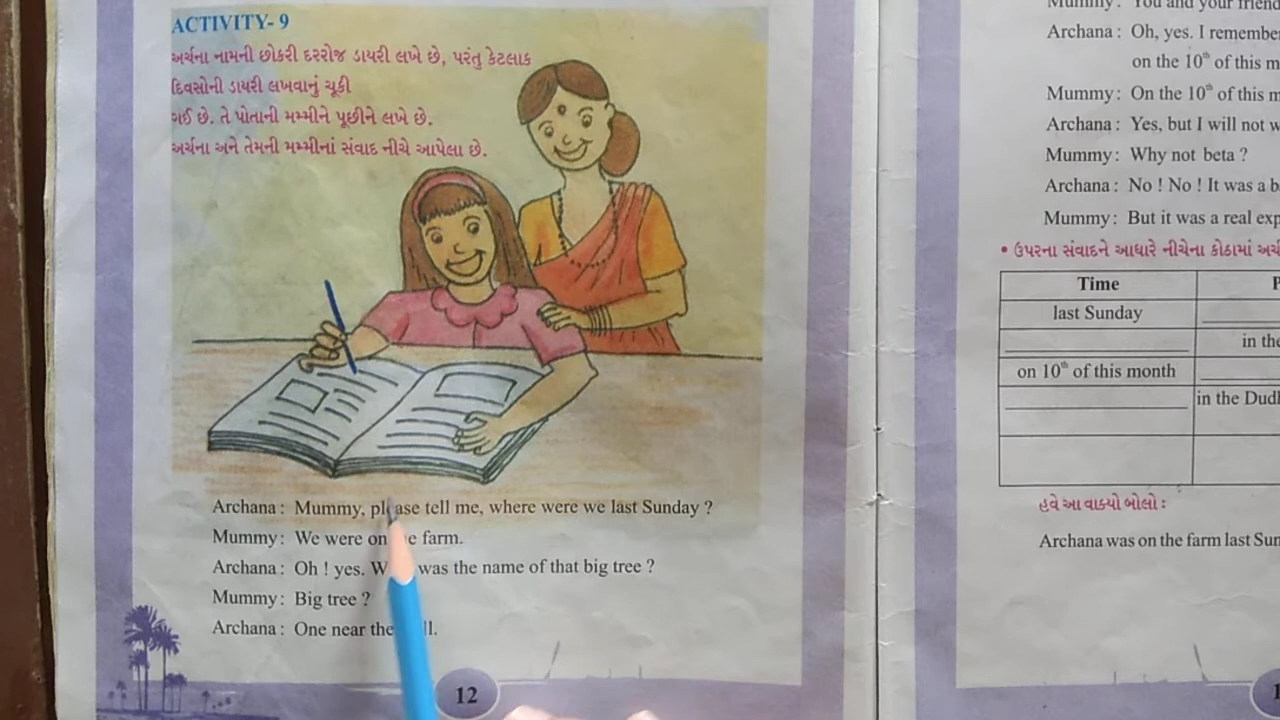 ACTIVITY- 9
અર્ચના નામની છોકરી દરરોજ ડાયરી લખે છે, પરંતુ કેટલાક
દિવસોની ડાયરી લખવાનું ચૂકી
ગઈ છે. તે પોતાની મમ્મીને પૂછીને લખે છે.
અર્ચના અને તેમની મમ્મીનાં સંવાદ નીચે આપેલા છે.
Archana : Mummy, please tell me, where were we last Sunday ?
Mummy : We were on farm.
Archana : Oh ! yes. was the name of that big tree ?
Mummy : Big tree ?
Archana : One near the
12
Mummy : You and your
Archana : Oh, yes. I
on the 10th of this
Mummy : On the 10th of this
Archana : Yes, but I will not
Mummy : Why not beta ?
Archana : No ! No ! It was a
Mummy : But it was a real
• ઉપરના સંવાદને આધારે નીચેના કોઠામાં
Time
last Sunday
in
on 10th of this month
in the
હવે આ વાક્યો બોલો :
Archana was on the farm last